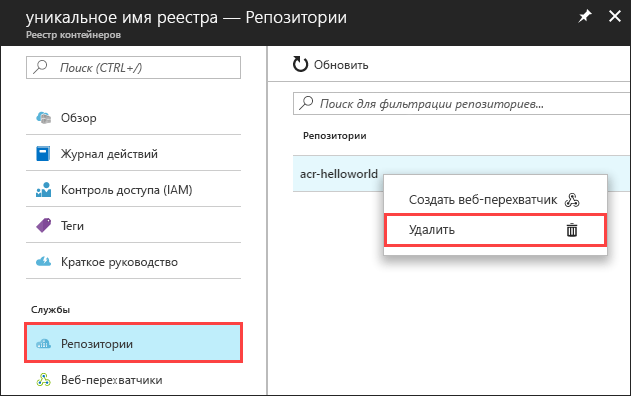 уникальное имя реестра — Репозитории
Реестр контейнеров
Поиск (CTRL+/)
Обзор
Журнал действий
Контроль доступа (IAM)
Теги
Краткое руководство
Службы
Репозитории
Веб-перехватчики
Обновить
Поиск для фильтрации репозиториев...
Репозитории
acr-helloworld
Создать веб-перехватчик
Удалить